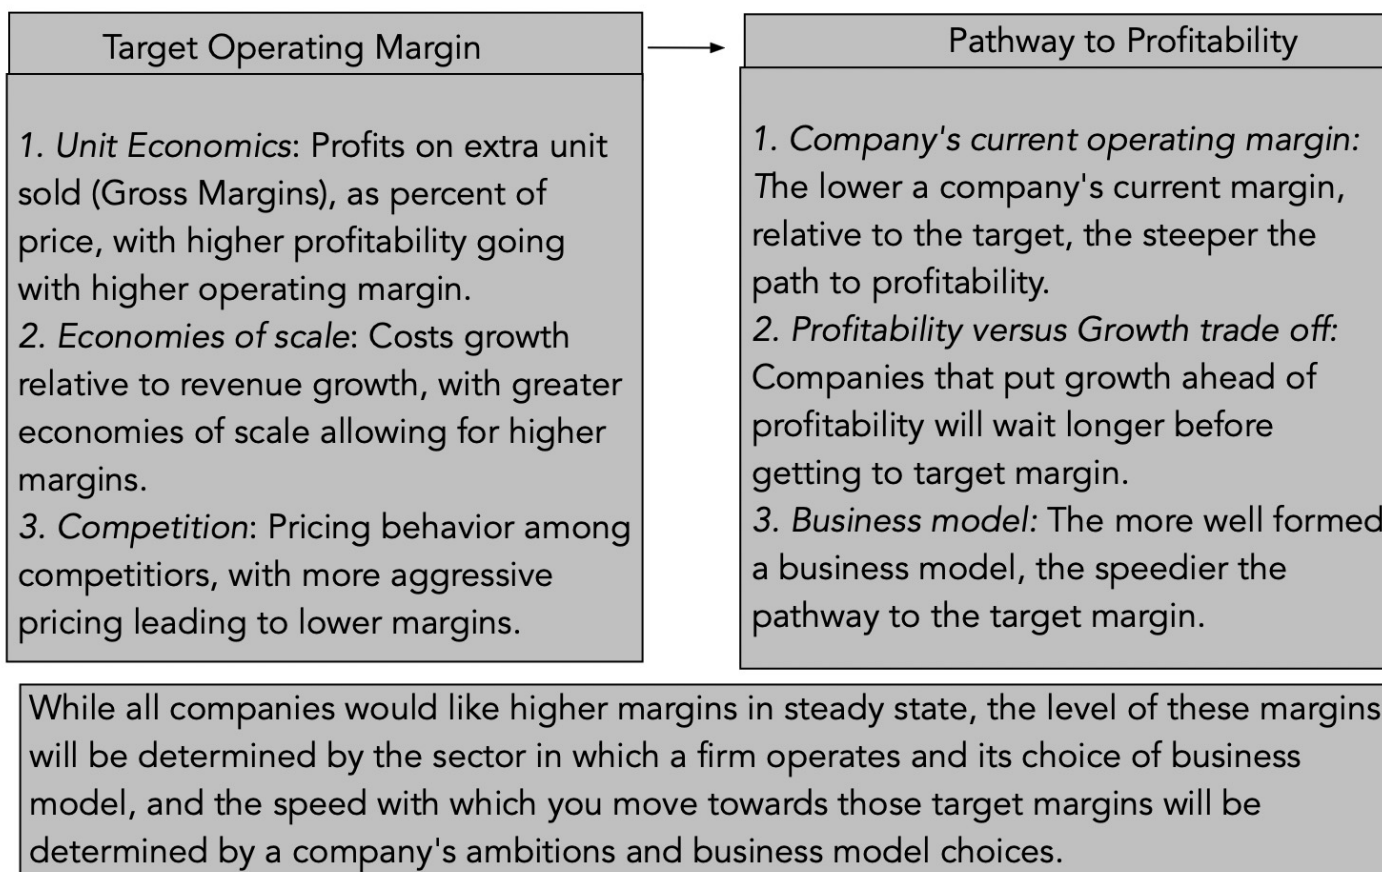 Target Operating Margin
1. Unit Economics: Profits on extra unit
sold (Gross Margins), as percent of
price, with higher profitability going
with higher operating margin.
2. Economies of scale: Costs growth
relative to revenue growth, with greater
economies of scale allowing for higher
margins.
3. Competition: Pricing behavior among
competitiors, with more aggressive
pricing leading to lower margins.
Pathway to Profitability
1. Company's current operating margin:
The lower a company's current margin,
relative to the target, the steeper the
path to profitability.
2. Profitability versus Growth trade off:
Companies that put growth ahead of
profitability will wait longer before
getting to target margin.
3. Business model: The more well formed
a business model, the speedier the
pathway to the target margin.
While all companies would like higher margins in steady state, the level of these margins
will be determined by the sector in which a firm operates and its choice of business
model, and the speed with which you move towards those target margins will be
determined by a company's ambitions and business model choices.